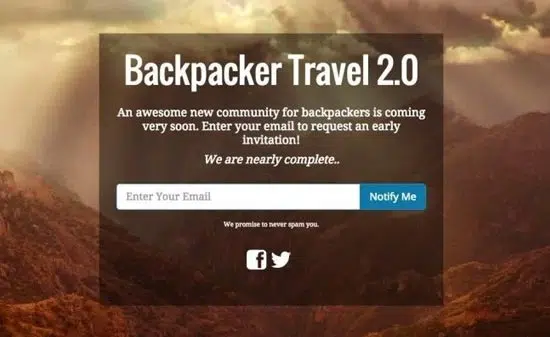 Backpacker Travel 2.0
An awesome new community for backpackers is coming
very soon. Enter your email to request an early
invitation!
We are nearly complete..
Enter Your Email
Notify Me
We promise to never spam you.